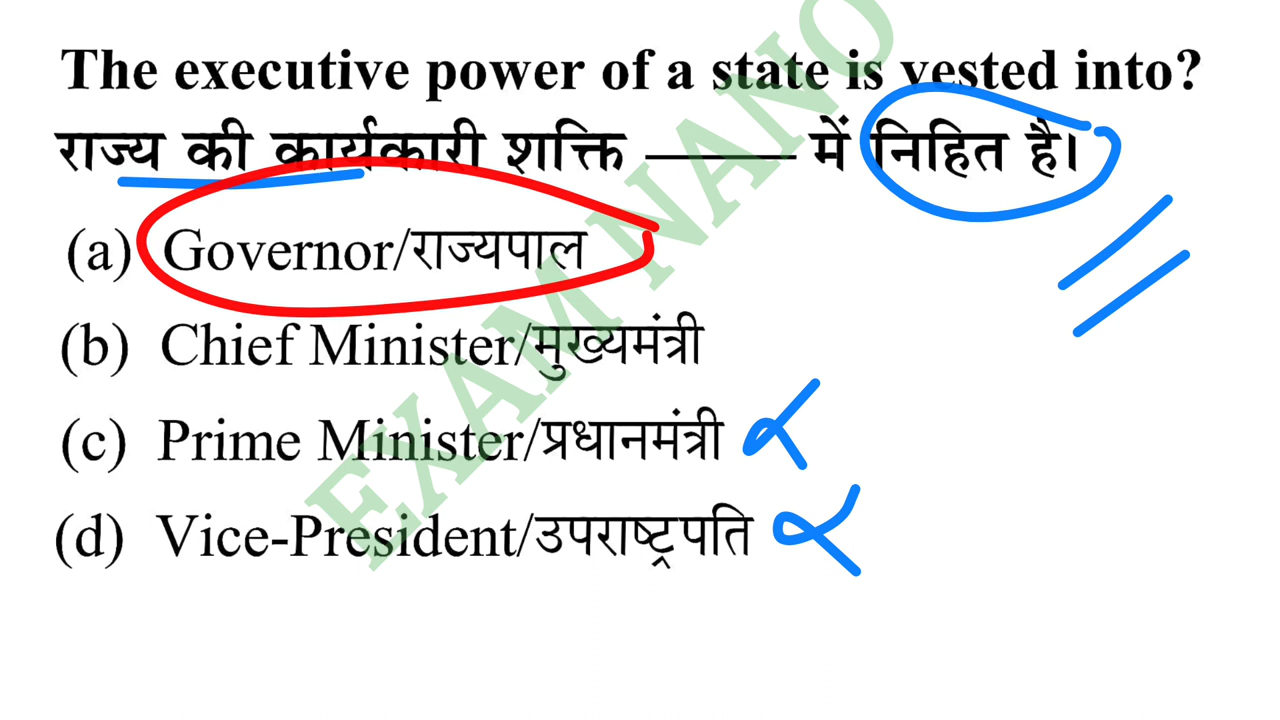 The executive power of a state is vested into?
राज्य की कार्यकारी शक्ति ——— में निहित है।
(a) Governor/राज्यपाल
(b) Chief Minister/मुख्यमंत्री
(c) Prime Minister/प्रधानमंत्री
(d) Vice-President/उपराष्ट्रपति
EXAM NANO